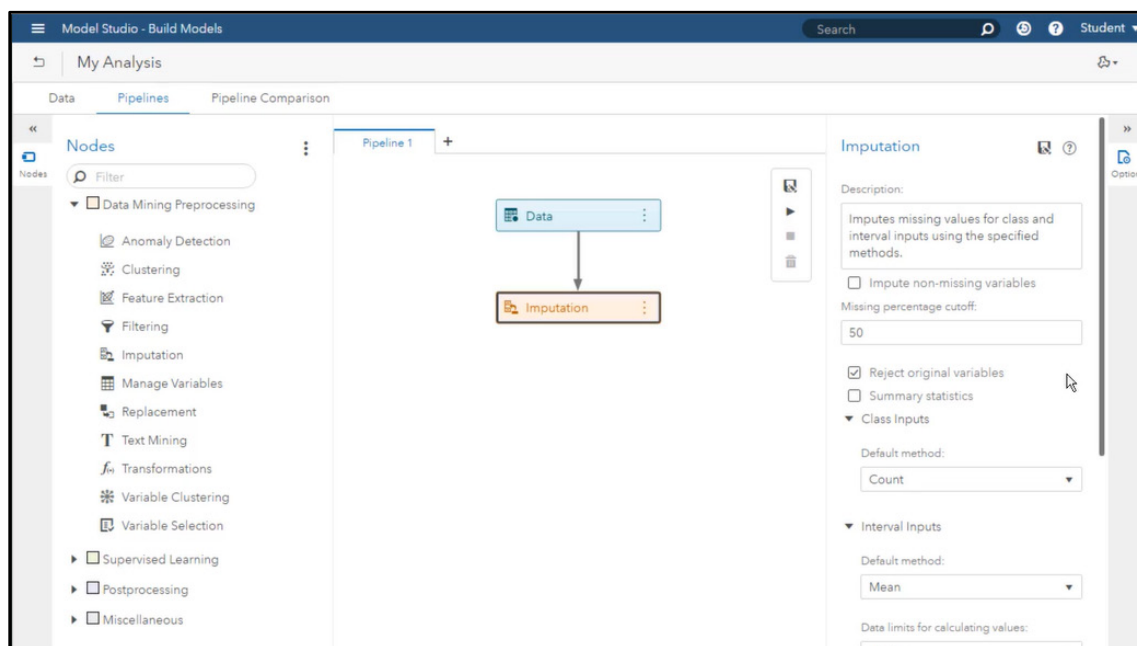 Model Studio - Build Models
Search
Student
My Analysis
Data
Pipelines
Pipeline Comparison
Nodes
Nodes
Filter
Data Mining Preprocessing
Anomaly Detection
Clustering
Feature Extraction
Filtering
Imputation
Manage Variables
Replacement
Text Mining
Transformations
Variable Clustering
Variable Selection
Supervised Learning
Postprocessing
Miscellaneous
Pipeline 1
Data
Imputation
Imputation
Description:
Imputes missing values for class and
interval inputs using the specified
methods.
Impute non-missing variables
Missing percentage cutoff:
50
Reject original variables
Summary statistics
Class Inputs
Default method:
Count
Interval Inputs
Default method:
Mean
Data limits for calculating values:
Option